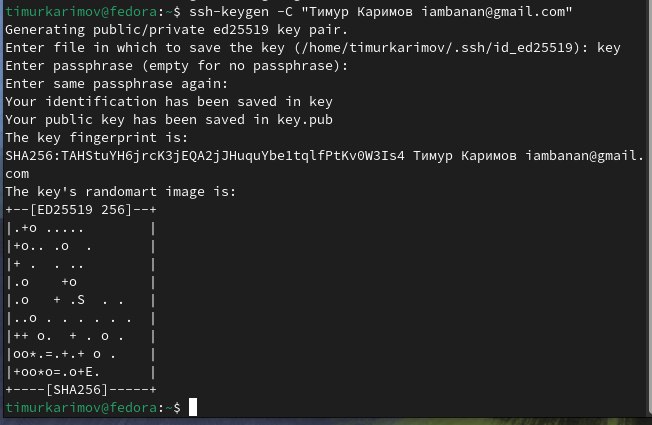 timurkarimov@fedora:~$ ssh-keygen -C "Тимур Каримов iambanan@gmail.com"
Generating public/private ed25519 key pair.
Enter file in which to save the key (/home/timurkarimov/.ssh/id_ed25519): key
Enter passphrase (empty for no passphrase):
Enter same passphrase again:
Your identification has been saved in key
Your public key has been saved in key.pub
The key fingerprint is:
SHA256:TAHStuYH6jrcK3jEQA2jJHuquYbe1tqlfPtKv0W3Is4 Тимур Каримов iambanan@gmail.
com
The key's randomart image is:
+--[ED25519 256]--+
|.+o .....        |
|+o.. .o  .       |
|+ .  . ..        |
|.o    +o         |
|.o   + .S  . .   |
|..o . . . . . .  |
|++ o.  + . o .   |
|oo*.=.+.+ o .    |
|+oo*o=.o+E.      |
+----[SHA256]-----+
timurkarimov@fedora:~$